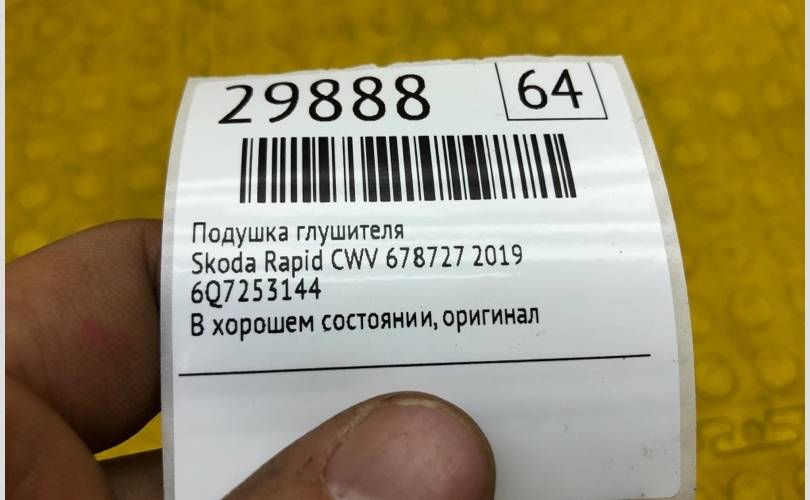 29888 64
Подушка глушителя
Skoda Rapid CWV 678727 2019
6Q7253144
В хорошем состоянии, оригинал